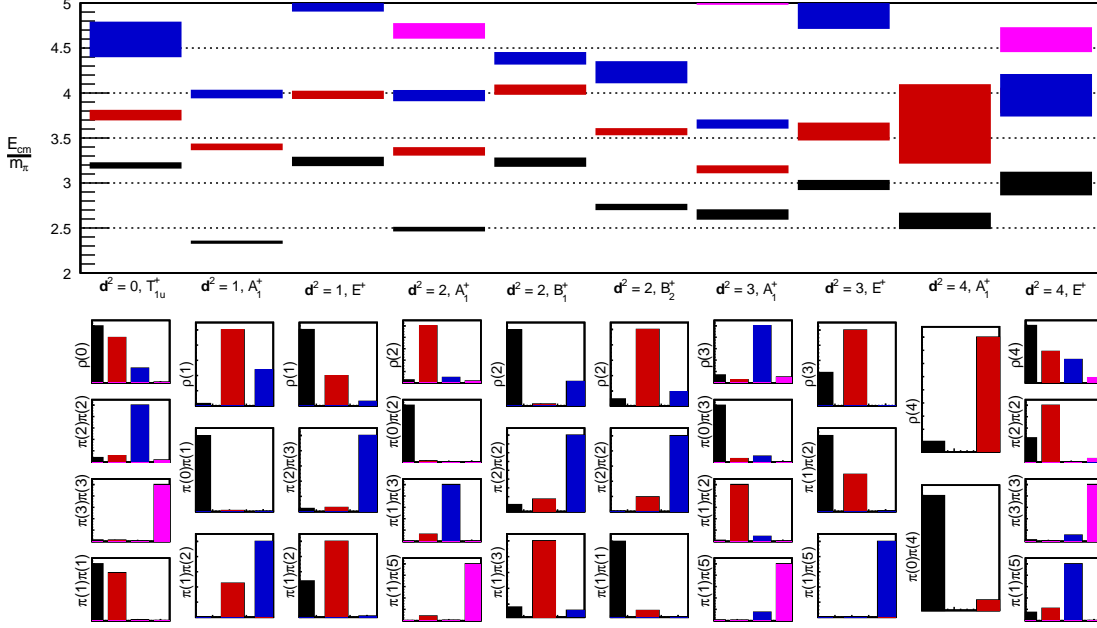 5
4.5
4
3.5
3
2.5
2
E_cm
m_π
d² = 0, T⁺_1u
d² = 1, A⁺_1
d² = 1, E⁺
d² = 2, A⁺_1
d² = 2, B⁺_1
d² = 2, B⁺_2
d² = 3, A⁺_1
d² = 3, E⁺
d² = 4, A⁺_1
d² = 4, E⁺
ρ(0)
π(2)π(2)
π(3)π(3)
π(1)π(1)
ρ(1)
π(0)π(1)
π(1)π(2)
ρ(1)
π(2)π(3)
π(1)π(2)
ρ(2)
π(0)π(2)
π(1)π(3)
π(1)π(5)
ρ(2)
π(2)π(2)
π(1)π(3)
ρ(2)
π(2)π(2)
π(1)π(1)
ρ(3)
π(0)π(3)
π(1)π(2)
π(1)π(5)
ρ(3)
π(1)π(2)
π(1)π(5)
ρ(4)
π(0)π(4)
ρ(4)
π(2)π(2)
π(3)π(3)
π(1)π(5)